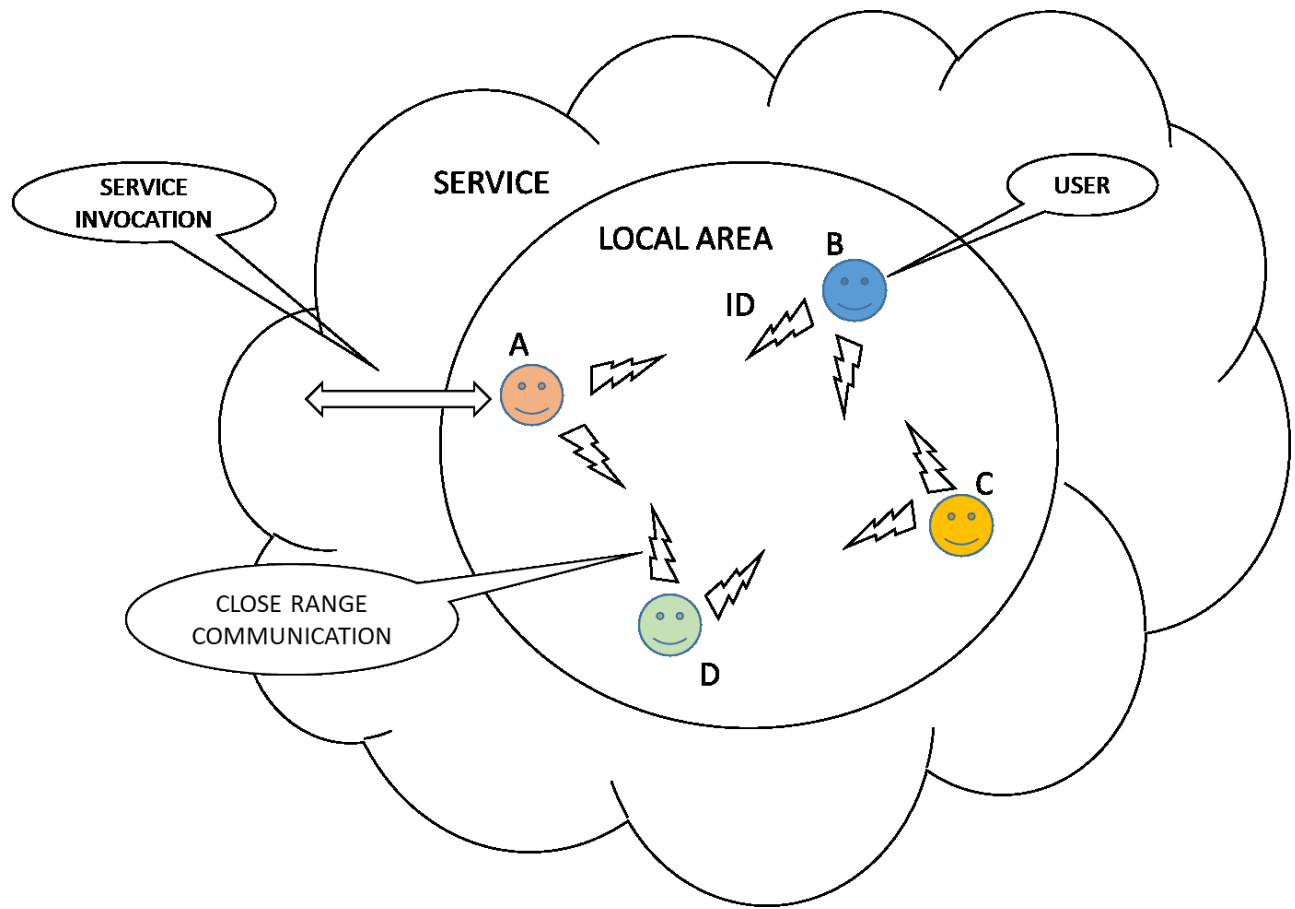 SERVICE
INVOCATION
SERVICE
USER
LOCAL AREA
B
ID
A
C
CLOSE RANGE
COMMUNICATION
D